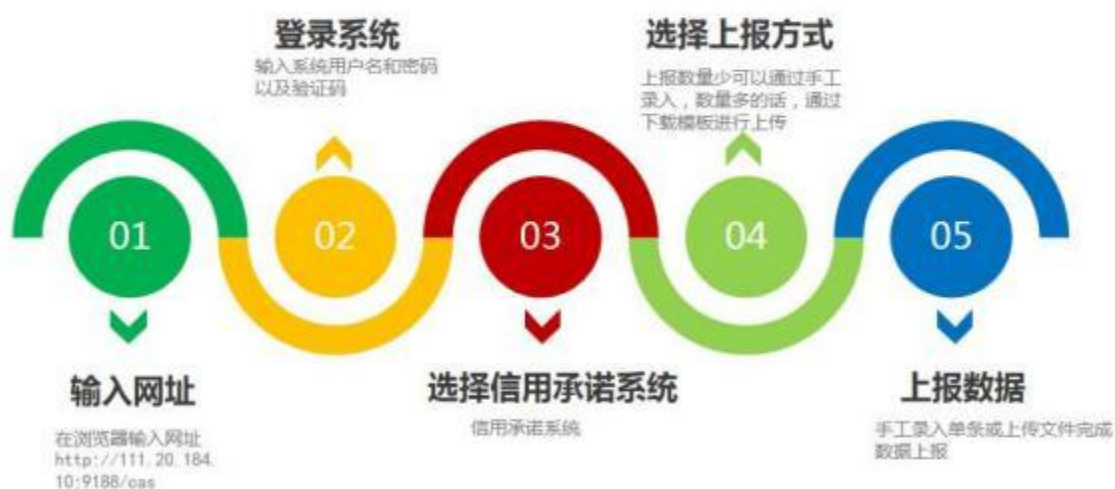 登录系统
输入系统用户名和密码
以及验证码
选择上报方式
上报数量少可以通过手工
录入，数量多的话，通过
下载模板进行上传
01
02
03
04
05
输入网址
在浏览器输入网址
http://111.20.184.
10:9188/cas
选择信用承诺系统
信用承诺系统
上报数据
手工录入单条或上传文件完成
数据上报